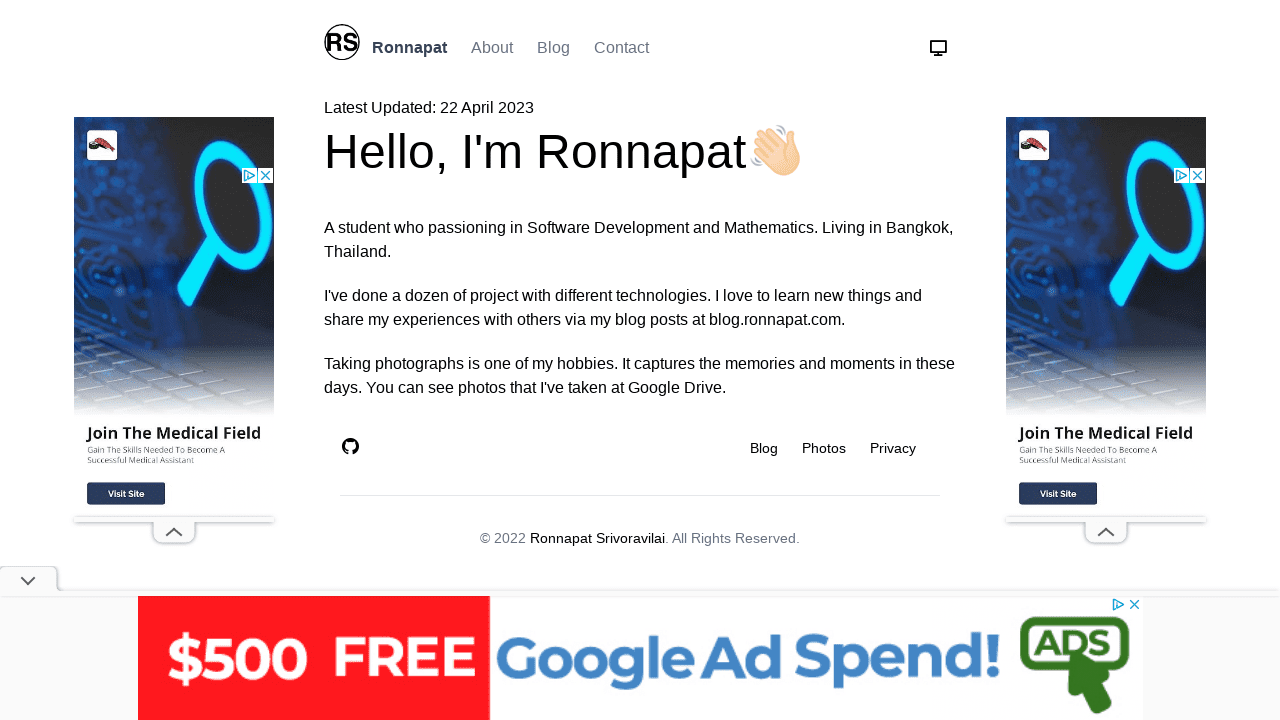 RS
Ronnapat About Blog Contact
Latest Updated: 22 April 2023
Hello, I'm Ronnapat
A student who passioning in Software Development and Mathematics. Living in Bangkok,
Thailand.
I've done a dozen of project with different technologies. I love to learn new things and
share my experiences with others via my blog posts at blog.ronnapat.com.
Taking photographs is one of my hobbies. It captures the memories and moments in these
days. You can see photos that I've taken at Google Drive.
Blog Photos Privacy
© 2022 Ronnapat Srivoravilai. All Rights Reserved.
Join The Medical Field
Gain The Skills Needed To Become A
Successful Medical Assistant
Visit Site
Join The Medical Field
Gain The Skills Needed To Become A
Successful Medical Assistant
Visit Site
$500 FREE Google Ad Spend! ADS